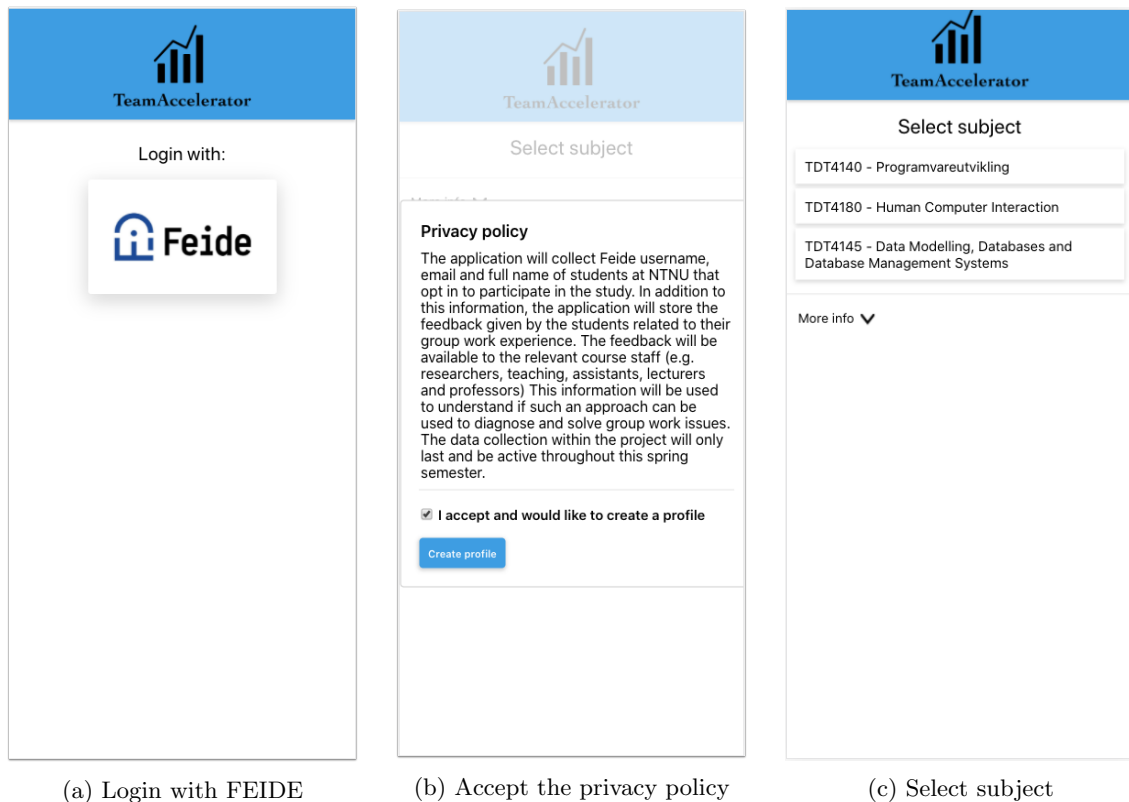 TeamAccelerator
Login with:
Feide
(a) Login with FEIDE
TeamAccelerator
Select subject
More info
Privacy policy
The application will collect Feide username,
email and full name of students at NTNU that
opt in to participate in the study. In addition to
this information, the application will store the
feedback given by the students related to their
group work experience. The feedback will be
available to the relevant course staff (e.g.
researchers, teaching, assistants, lecturers
and professors) This information will be used
to understand if such an approach can be
used to diagnose and solve group work issues.
The data collection within the project will only
last and be active throughout this spring
semester.
I accept and would like to create a profile
Create profile
(b) Accept the privacy policy
TeamAccelerator
Select subject
TDT4140 - Programvareutvikling
TDT4180 - Human Computer Interaction
TDT4145 - Data Modelling, Databases and
Database Management Systems
More info
(c) Select subject